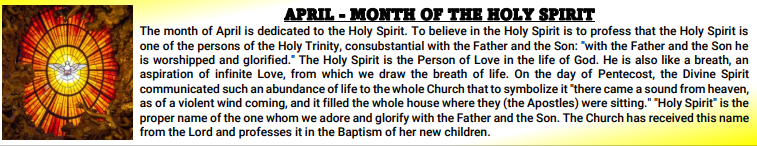 APRIL - MONTH OF THE HOLY SPIRIT
The month of April is dedicated to the Holy Spirit. To believe in the Holy Spirit is to profess that the Holy Spirit is
one of the persons of the Holy Trinity, consubstantial with the Father and the Son: "with the Father and the Son he
is worshipped and glorified." The Holy Spirit is the Person of Love in the life of God. He is also like a breath, an
aspiration of infinite Love, from which we draw the breath of life. On the day of Pentecost, the Divine Spirit
communicated such an abundance of life to the whole Church that to symbolize it "there came a sound from heaven,
as of a violent wind coming, and it filled the whole house where they (the Apostles) were sitting." "Holy Spirit" is the
proper name of the one whom we adore and glorify with the Father and the Son. The Church has received this name
from the Lord and professes it in the Baptism of her new children.